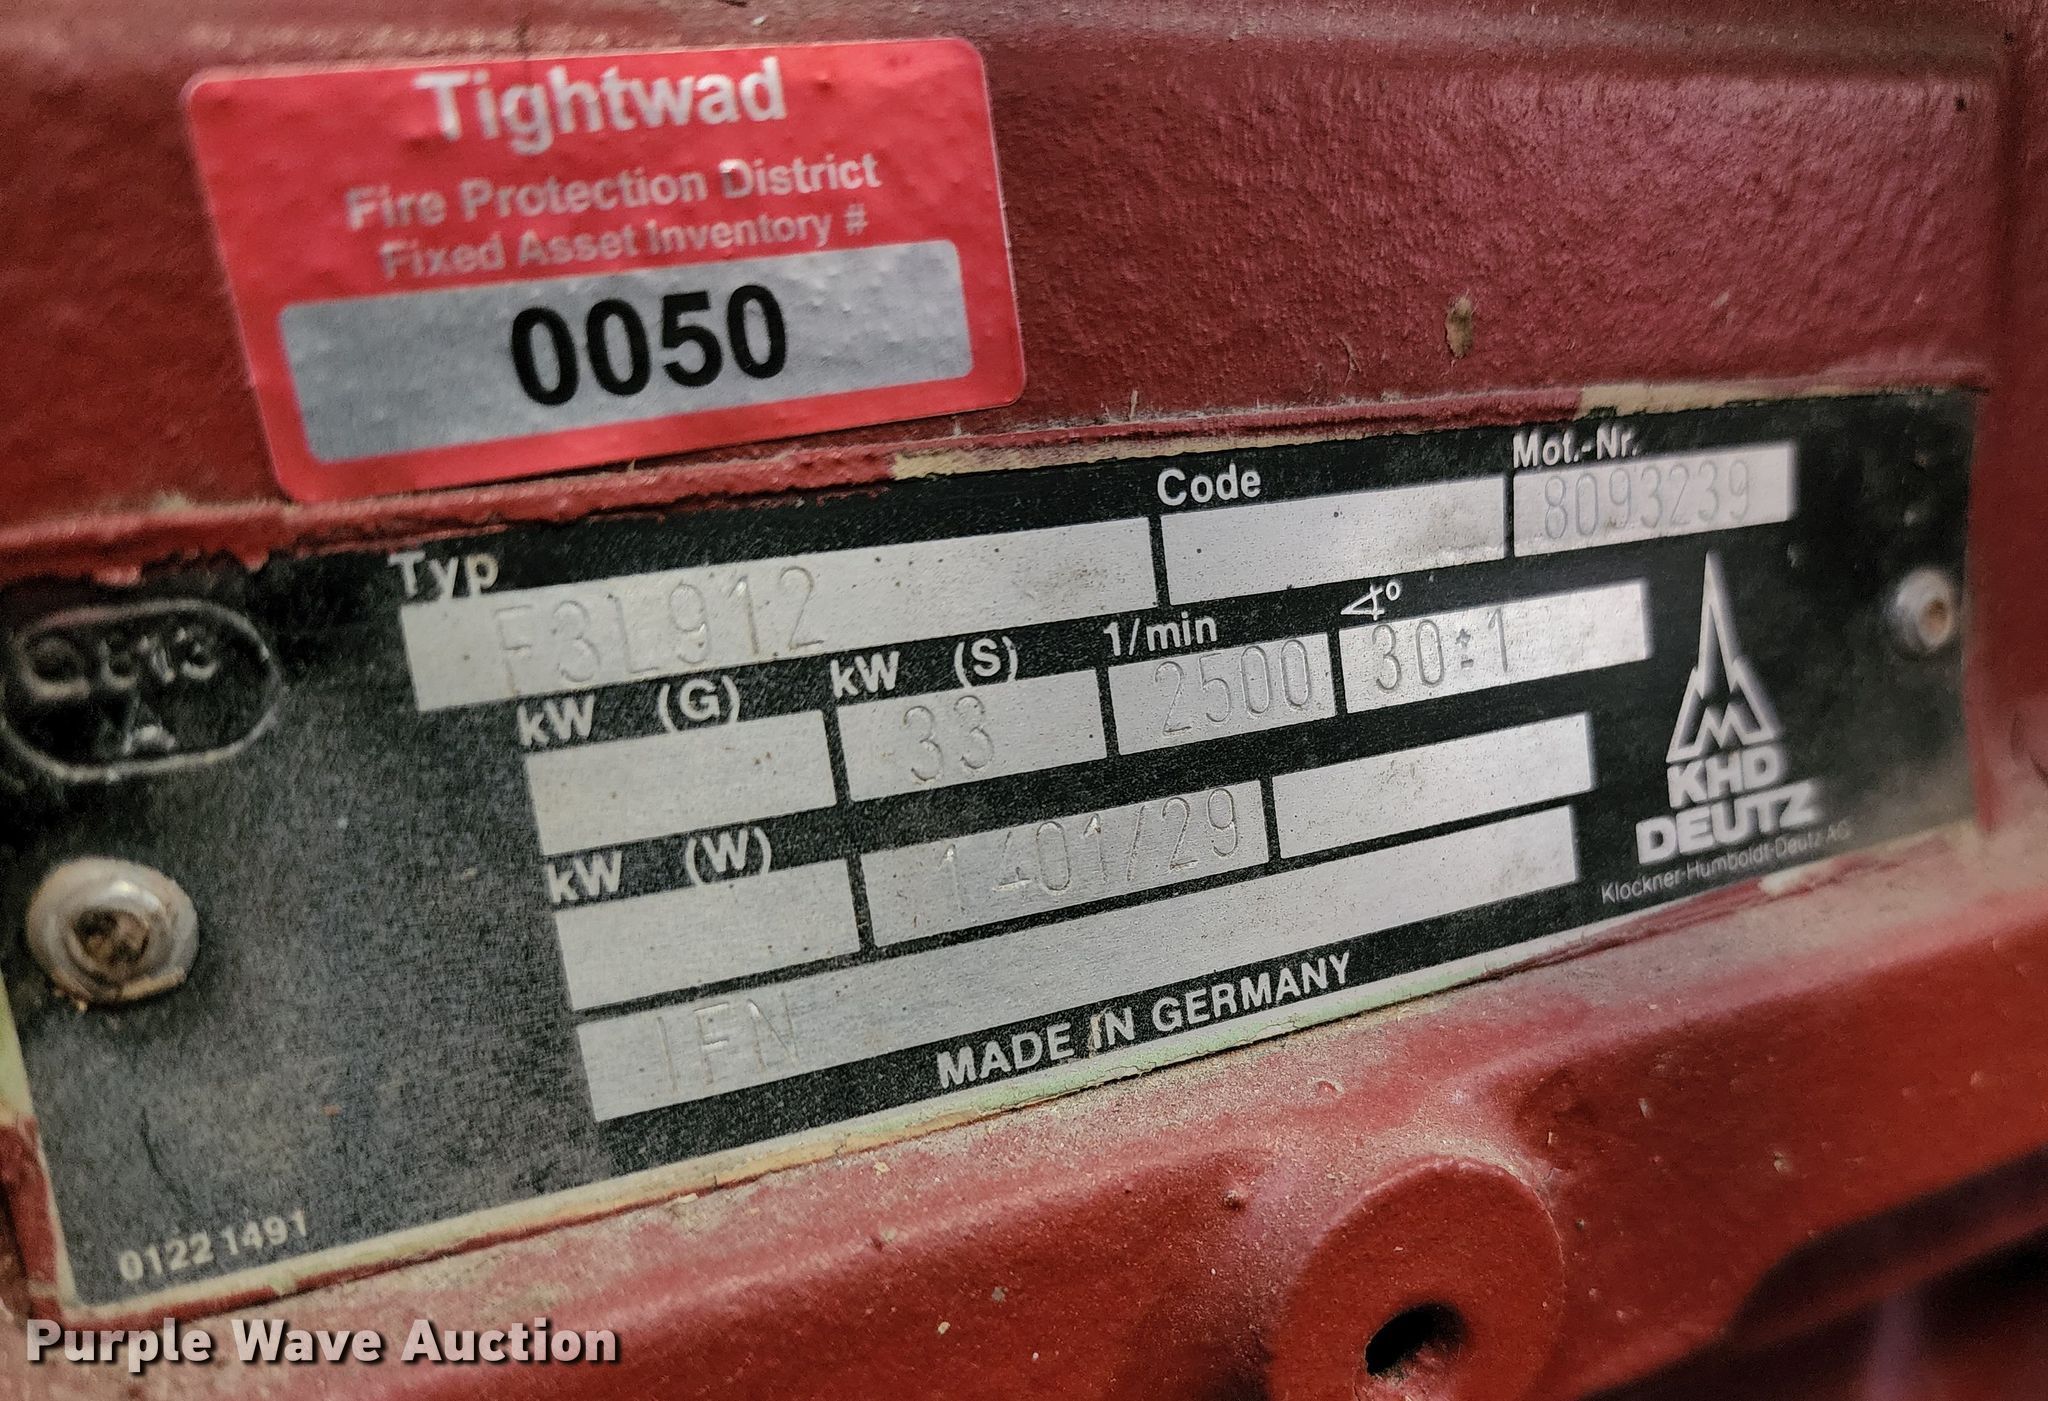 Tightwad
Fire Protection District
Fixed Asset Inventory #
0050
Typ
Code
Mot.-Nr.
F3L912
8093239
kW (G)
kW (S)
1/min
∢°
33
2500
30±1
kW (W)
1401/29
IFN
MADE IN GERMANY
KHD
DEUTZ
Klöckner-Humboldt-Deutz AG
Q813
A
0122 1491
Purple Wave Auction